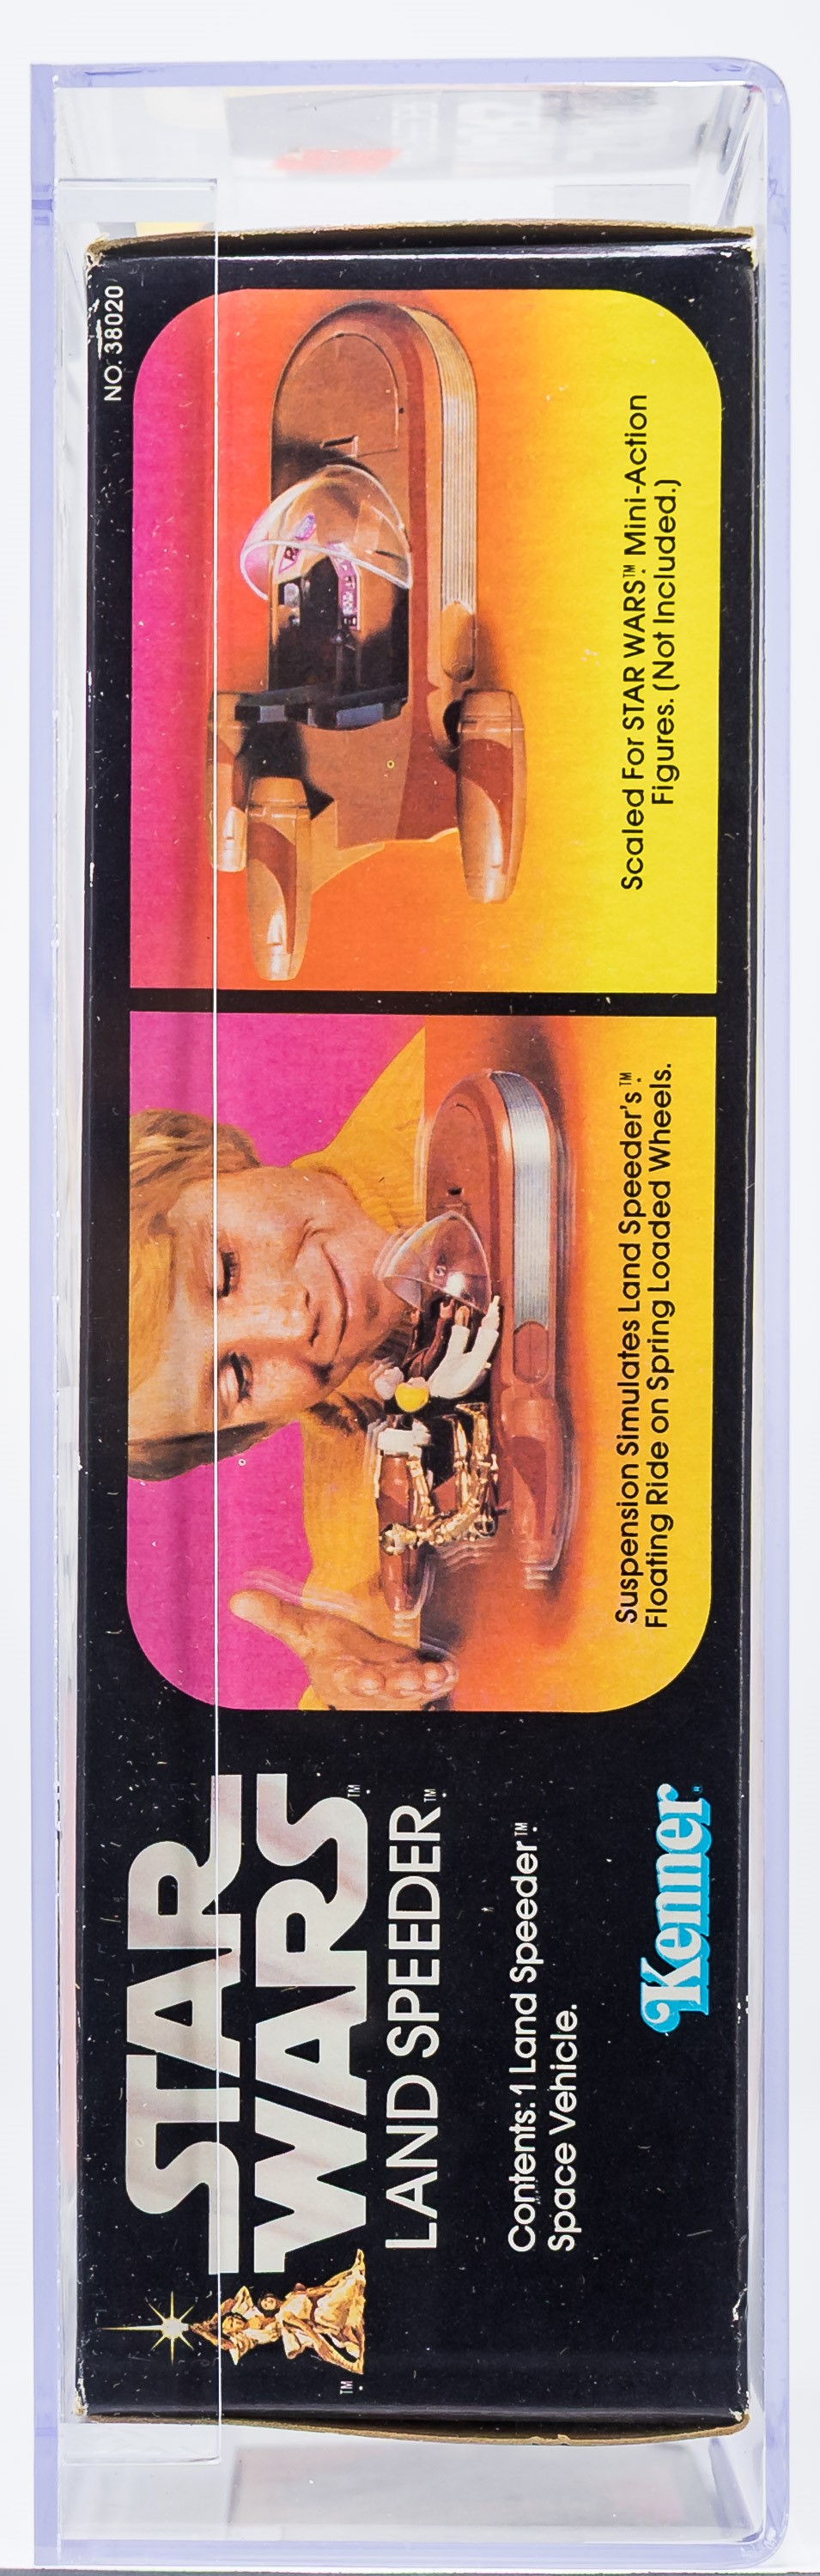 STAR
WARS™
LAND SPEEDER™
Contents: 1 Land Speeder™
Space Vehicle.
Kenner®
™
Suspension Simulates Land Speeder's™
Floating Ride on Spring Loaded Wheels.
Scaled For STAR WARS™ Mini-Action
Figures. (Not Included.)
NO. 38020